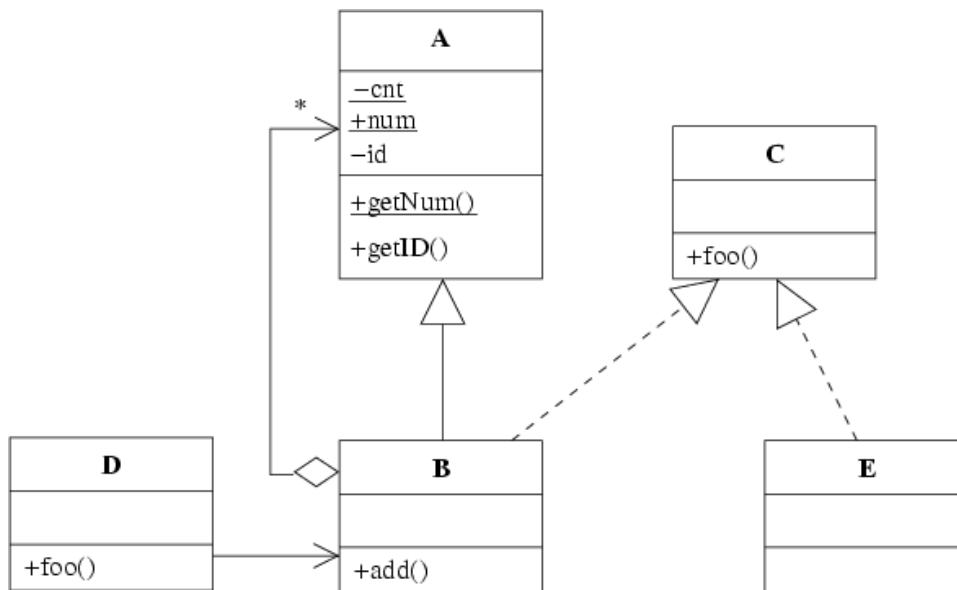 A
−cnt
+num
−id
+getNum()
+getID()
*
C
+foo()
D
+foo()
B
+add()
E